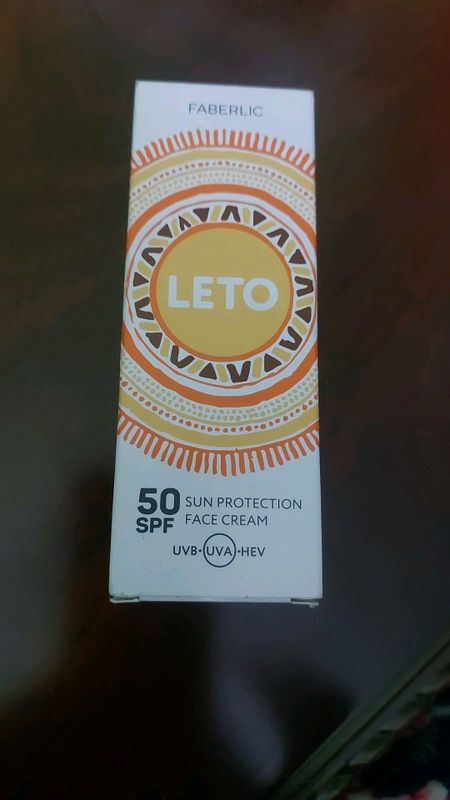 FABERLIC
LETO
50 SUN PROTECTION
SPF FACE CREAM
UVB•UVA•HEV